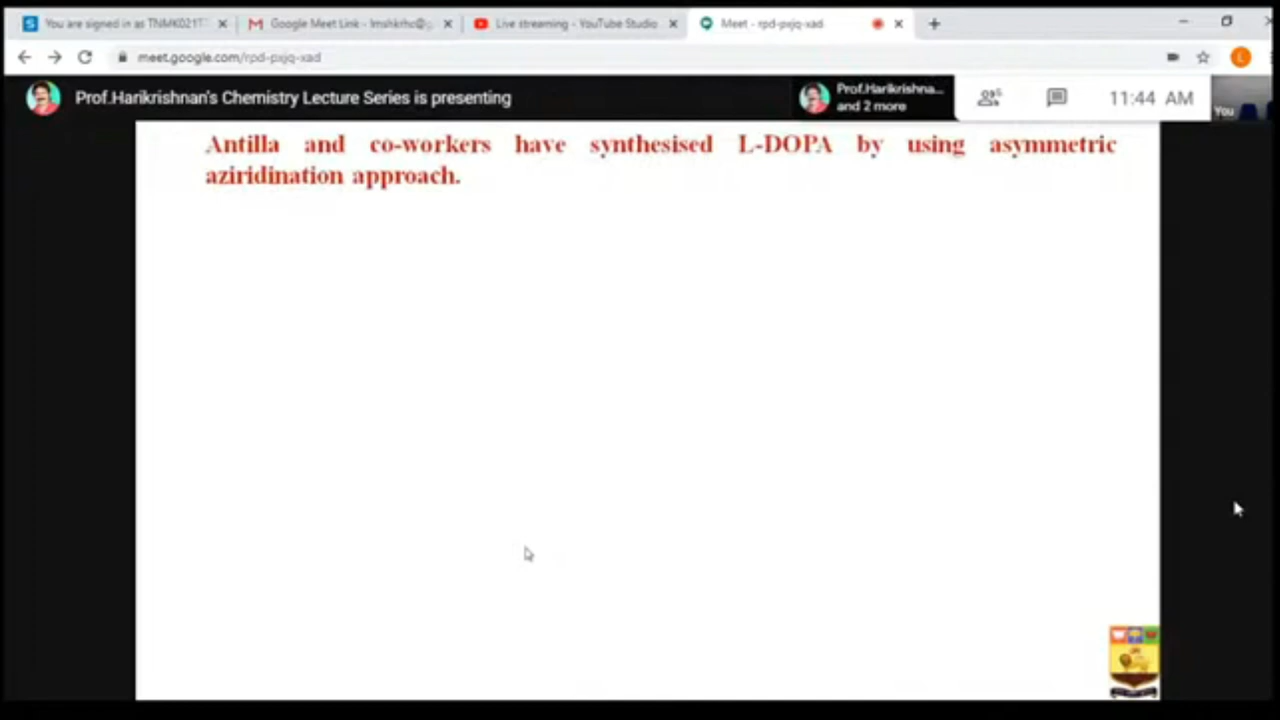 You are signed in as TNMK021T
Google Meet Link - lmshkrhc@g
Live streaming - YouTube Studio
Meet - rpd-pxjq-xad
meet.google.com/rpd-pxjq-xad
Prof.Harikrishnan's Chemistry Lecture Series is presenting
Prof.Harikrishna...
and 2 more
11:44 AM
You
Antilla and co-workers have synthesised L-DOPA by using asymmetric
aziridination approach.